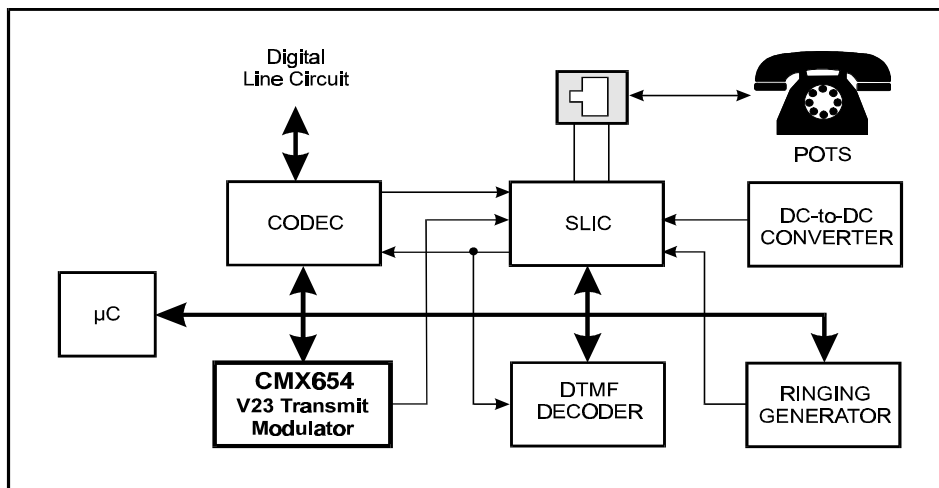 Digital
Line Circuit
POTS
CODEC
SLIC
DC-to-DC
CONVERTER
µC
CMX654
V23 Transmit
Modulator
DTMF
DECODER
RINGING
GENERATOR